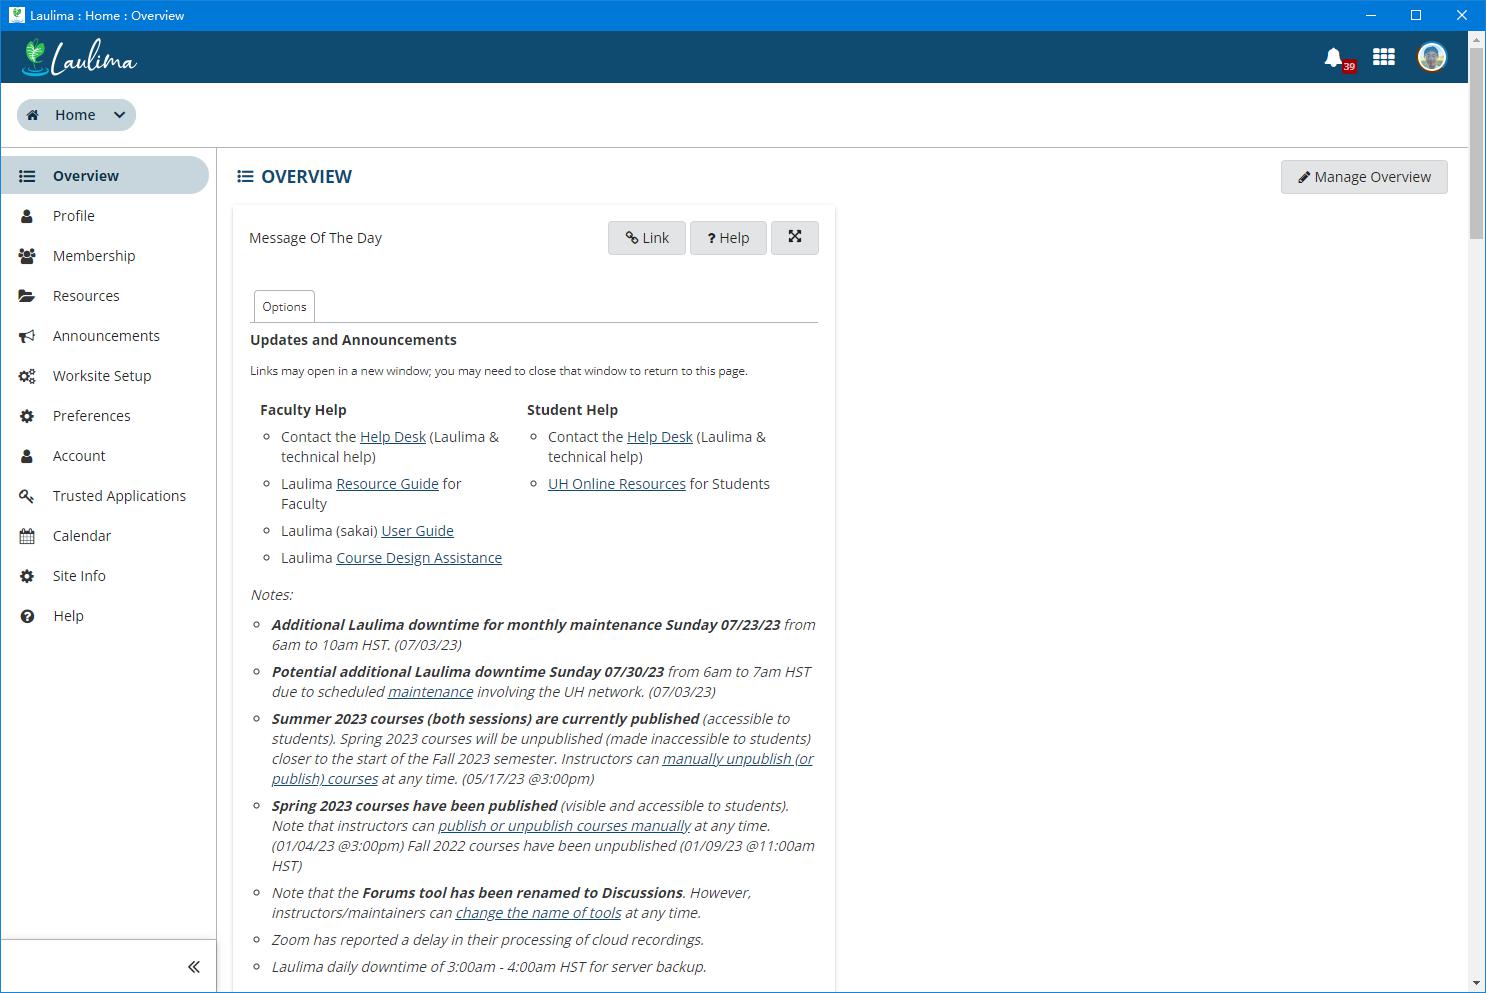 Laulima : Home : Overview
Laulima
39
Home
Overview
Profile
Membership
Resources
Announcements
Worksite Setup
Preferences
Account
Trusted Applications
Calendar
Site Info
Help
OVERVIEW
Manage Overview
Message Of The Day
Link
? Help
Options
Updates and Announcements
Links may open in a new window; you may need to close that window to return to this page.
Faculty Help
Contact the Help Desk (Laulima &
technical help)
Laulima Resource Guide for
Faculty
Laulima (sakai) User Guide
Laulima Course Design Assistance
Student Help
Contact the Help Desk (Laulima &
technical help)
UH Online Resources for Students
Notes:
Additional Laulima downtime for monthly maintenance Sunday 07/23/23 from
6am to 10am HST. (07/03/23)
Potential additional Laulima downtime Sunday 07/30/23 from 6am to 7am HST
due to scheduled maintenance involving the UH network. (07/03/23)
Summer 2023 courses (both sessions) are currently published (accessible to
students). Spring 2023 courses will be unpublished (made inaccessible to students)
closer to the start of the Fall 2023 semester. Instructors can manually unpublish (or
publish) courses at any time. (05/17/23 @3:00pm)
Spring 2023 courses have been published (visible and accessible to students).
Note that instructors can publish or unpublish courses manually at any time.
(01/04/23 @3:00pm) Fall 2022 courses have been unpublished (01/09/23 @11:00am
HST)
Note that the Forums tool has been renamed to Discussions. However,
instructors/maintainers can change the name of tools at any time.
Zoom has reported a delay in their processing of cloud recordings.
Laulima daily downtime of 3:00am - 4:00am HST for server backup.